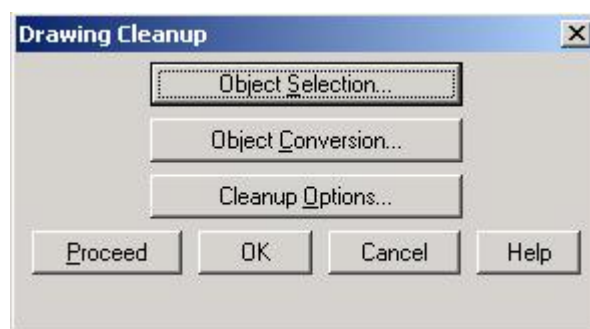 Drawing Cleanup
Object Selection...
Object Conversion...
Cleanup Options...
Proceed OK Cancel Help